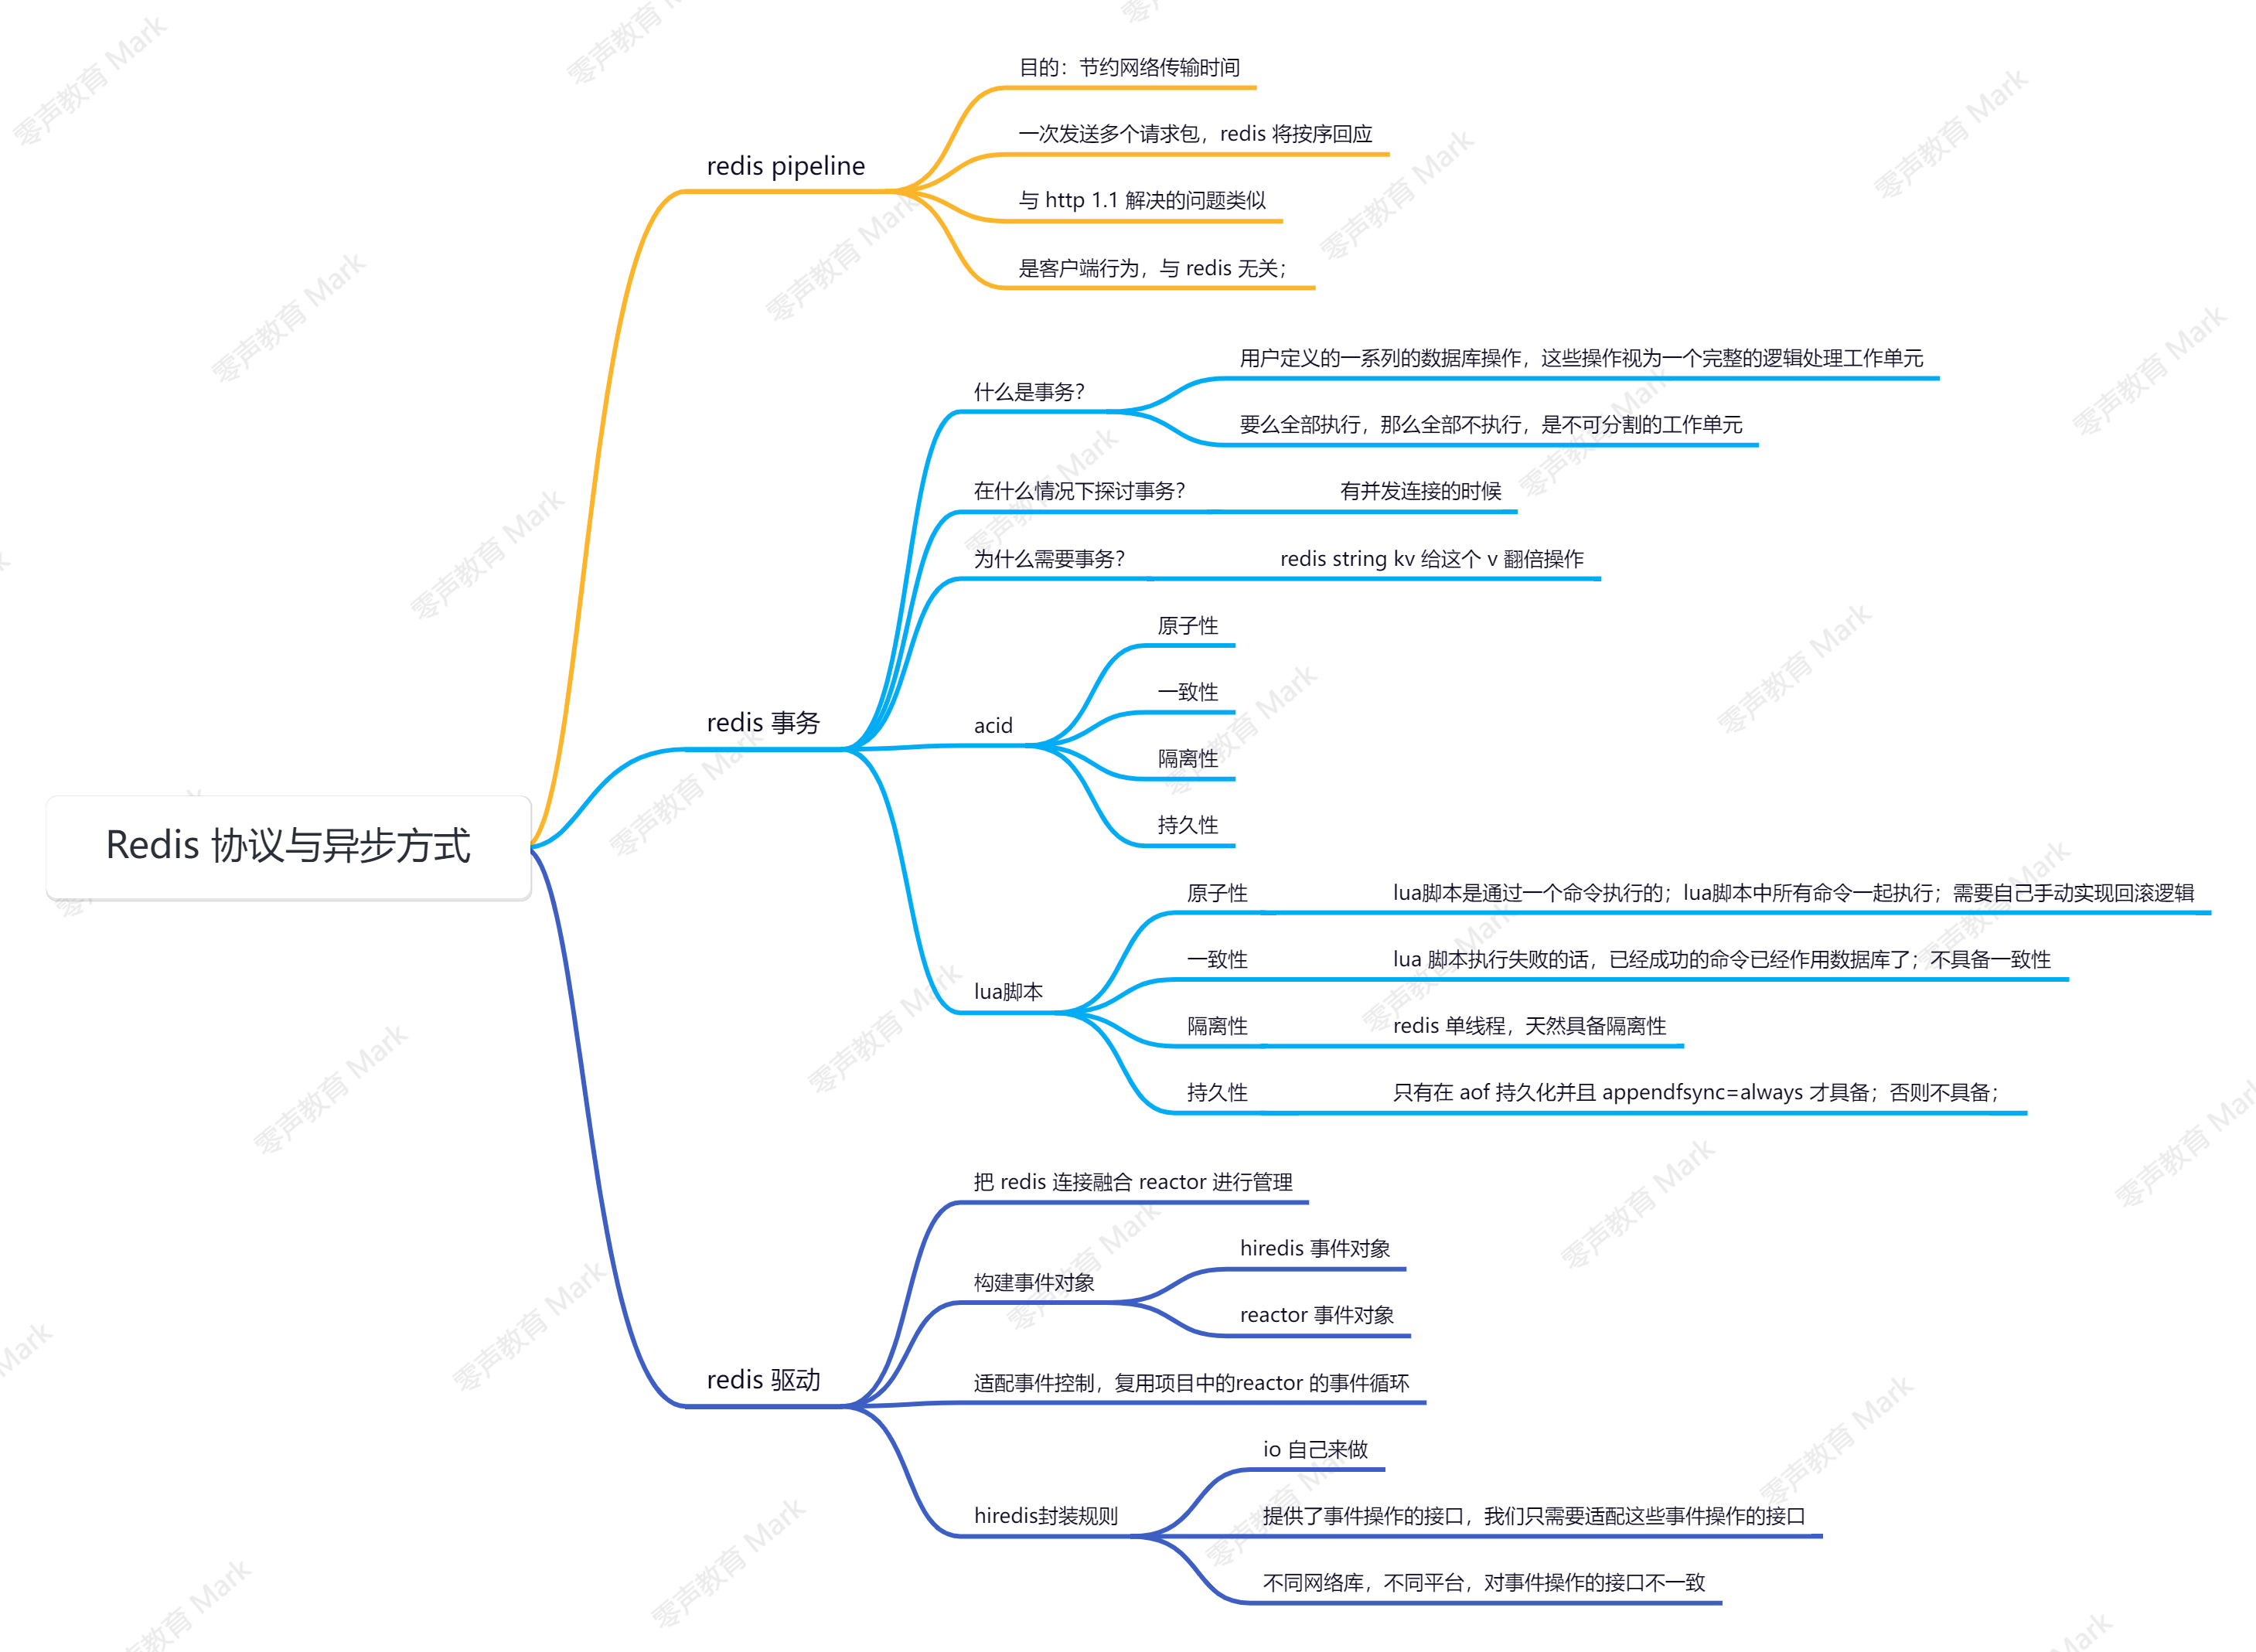 Redis 协议与异步方式
redis pipeline
目的：节约网络传输时间
一次发送多个请求包，redis 将按序回应
与 http 1.1 解决的问题类似
是客户端行为，与 redis 无关；
redis 事务
什么是事务？
用户定义的一系列的数据库操作，这些操作视为一个完整的逻辑处理工作单元
要么全部执行，那么全部不执行，是不可分割的工作单元
在什么情况下探讨事务？
有并发连接的时候
为什么需要事务？
redis string kv 给这个 v 翻倍操作
acid
原子性
一致性
隔离性
持久性
lua脚本
原子性
lua脚本是通过一个命令执行的；lua脚本中所有命令一起执行；需要自己手动实现回滚逻辑
一致性
lua 脚本执行失败的话，已经成功的命令已经作用数据库了；不具备一致性
隔离性
redis 单线程，天然具备隔离性
持久性
只有在 aof 持久化并且 appendfsync=always 才具备；否则不具备；
redis 驱动
把 redis 连接融合 reactor 进行管理
构建事件对象
hiredis 事件对象
reactor 事件对象
适配事件控制，复用项目中的reactor 的事件循环
hiredis封装规则
io 自己来做
提供了事件操作的接口，我们只需要适配这些事件操作的接口
不同网络库，不同平台，对事件操作的接口不一致
零声教育 Mark